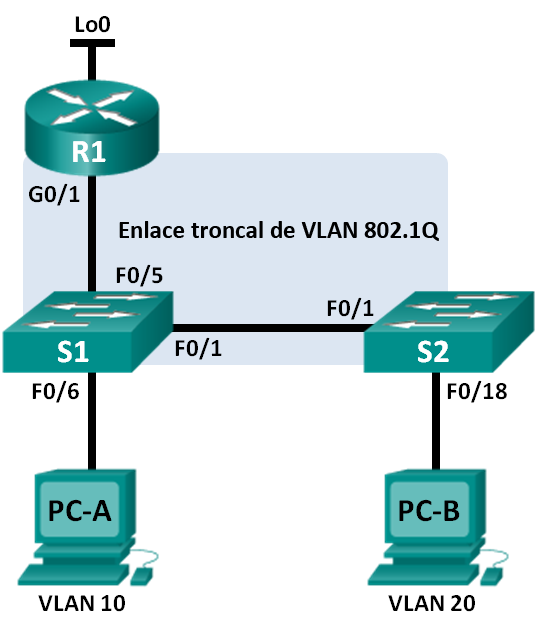 Lo0
R1
G0/1
Enlace troncal de VLAN 802.1Q
F0/5
F0/1
S1
F0/1
S2
F0/6
F0/18
PC-A
PC-B
VLAN 10
VLAN 20